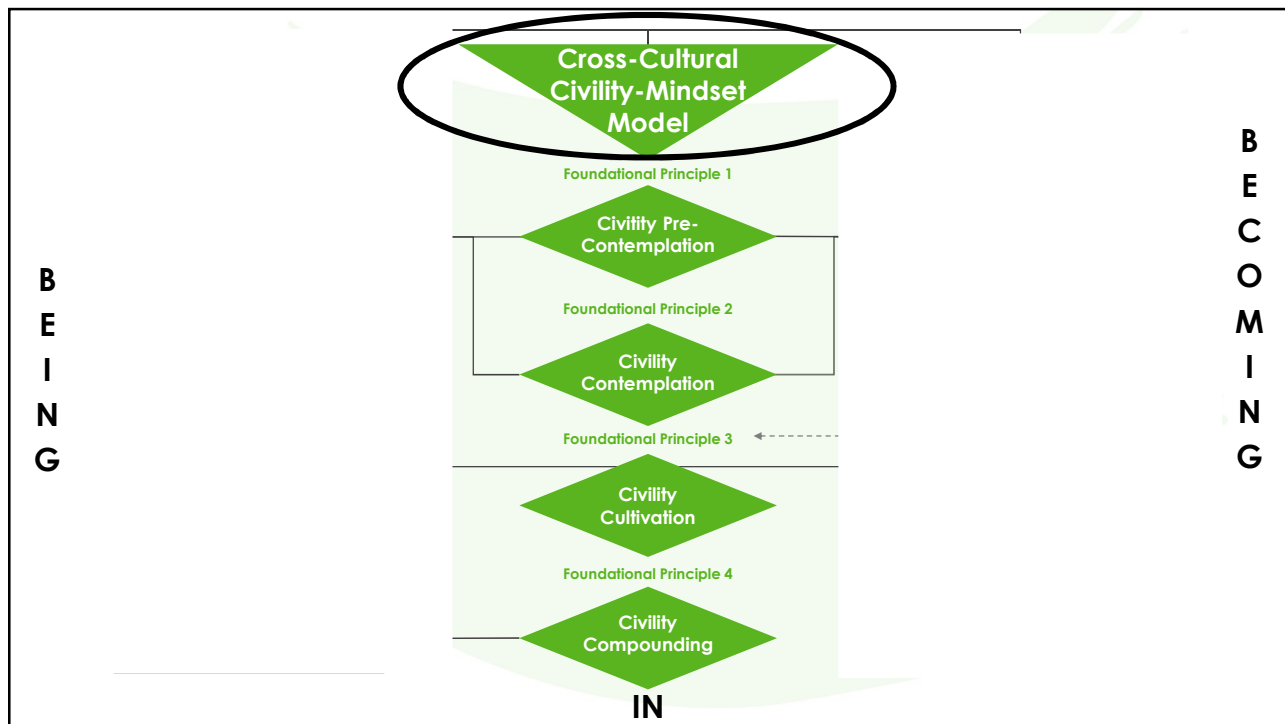 Cross-Cultural
Civility-Mindset
Model
Foundational Principle 1
Civitity Pre-
Contemplation
Foundational Principle 2
Civility
Contemplation
Foundational Principle 3
Civility
Cultivation
Foundational Principle 4
Civility
Compounding
IN
B
E
I
N
G
B
E
C
O
M
I
N
G